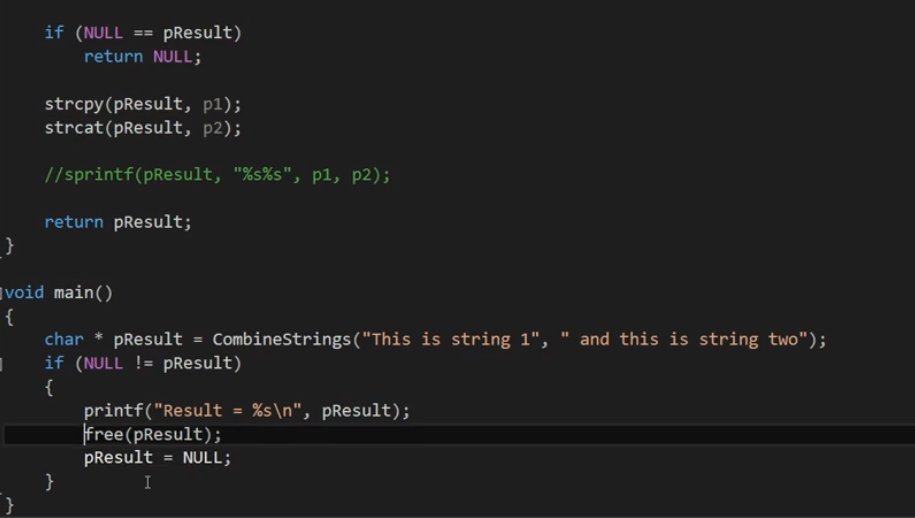 if (NULL == pResult)
return NULL;
strcpy(pResult, p1);
strcat(pResult, p2);
//sprintf(pResult, "%s%s", p1, p2);
return pResult;
}
void main()
{
char * pResult = CombineStrings("This is string 1", " and this is string two");
if (NULL != pResult)
{
printf("Result = %s\n", pResult);
free(pResult);
pResult = NULL;
}
}